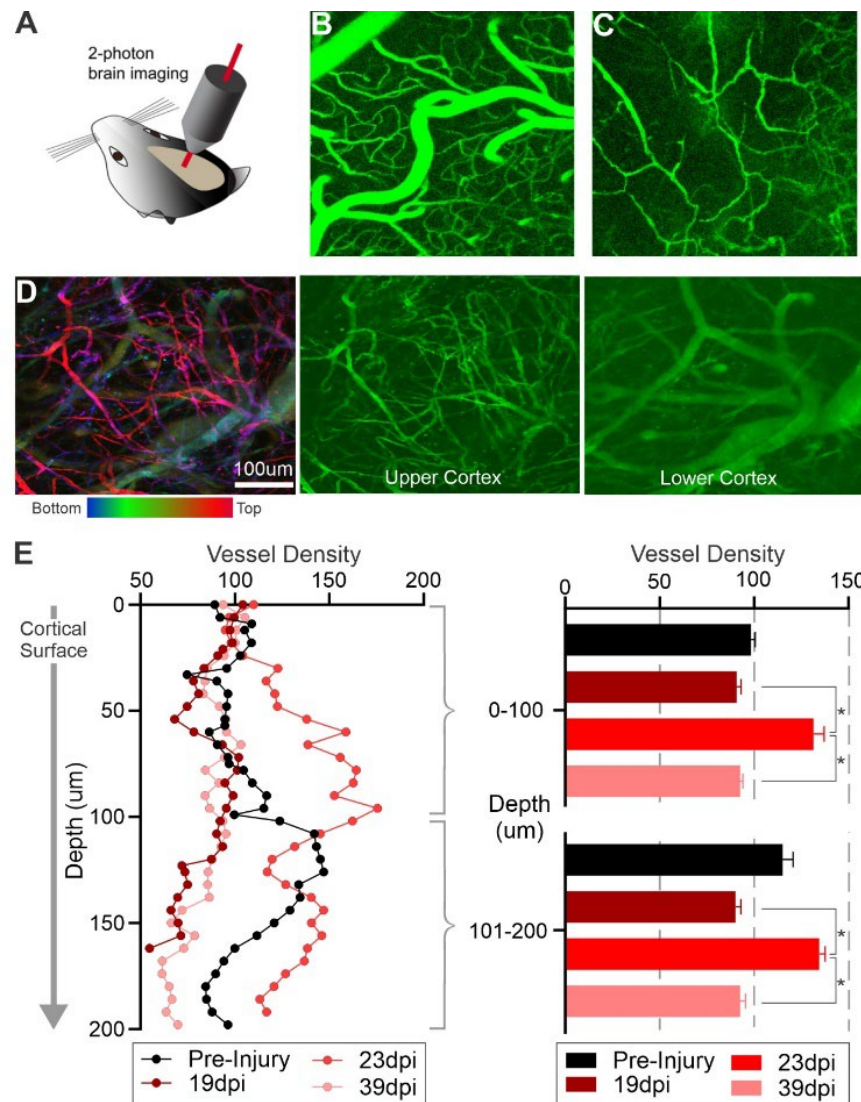 A
2-photon
brain imaging
B
C
D
100um
Bottom
Top
Upper Cortex
Lower Cortex
E
Vessel Density
50 100 150 200
Cortical
Surface
Depth (um)
0
50
100
150
200
Pre-Injury
19dpi
23dpi
39dpi
Vessel Density
0 50 100 150
0-100
Depth
(um)
101-200
*
*
*
*
Pre-Injury
19dpi
23dpi
39dpi